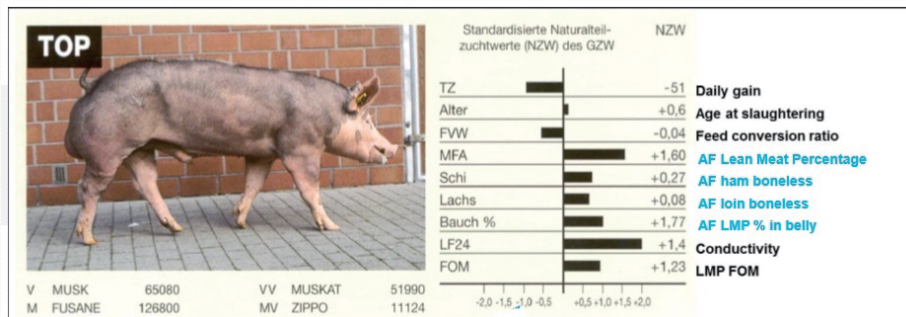 TOP
Standardisierte Naturalteil-
zuchtwerte (NZW) des GZW
NZW
TZ -51 Daily gain
Alter +0,6 Age at slaughtering
FVW -0,04 Feed conversion ratio
MFA +1,60 AF Lean Meat Percentage
Schi +0,27 AF ham boneless
Lachs +0,08 AF loin boneless
Bauch % +1,77 AF LMP % in belly
LF24 +1,4 Conductivity
FOM +1,23 LMP FOM
-2,0 -1,5 -1,0 -0,5 +0,5 +1,0 +1,5 +2,0
V MUSK 65080 VV MUSKAT 51990
M FUSANE 126800 MV ZIPPO 11124